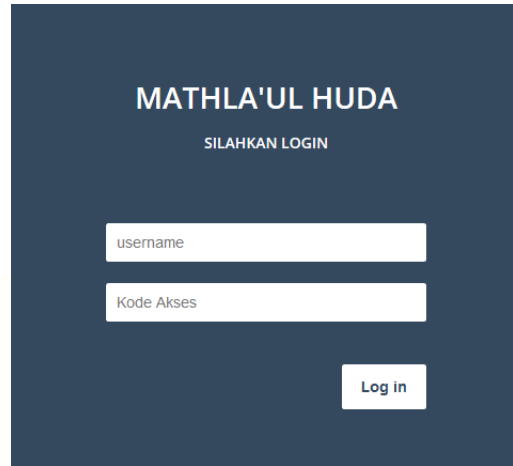 MATHLA'UL HUDA
SILAHKAN LOGIN
username
Kode Akses
Log in